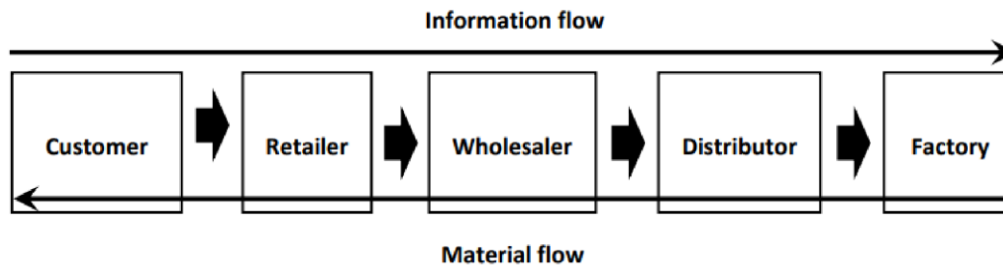 Information flow
Customer
Retailer
Wholesaler
Distributor
Factory
Material flow